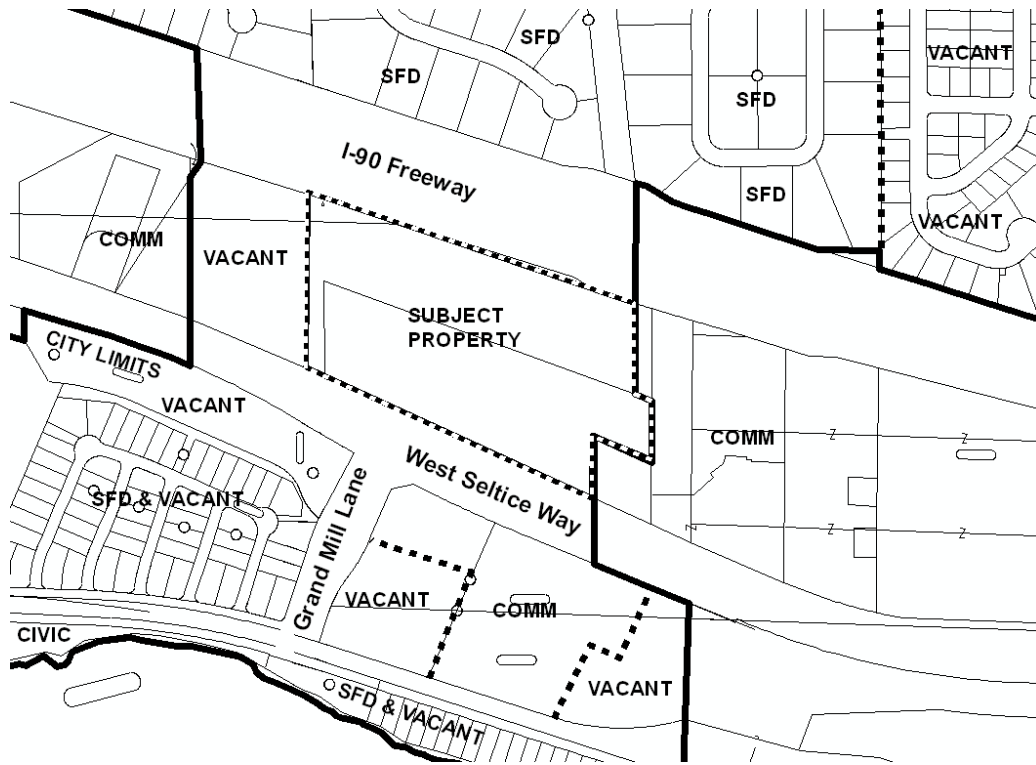 SFD
VACANT
SFD
SFD
I-90 Freeway
SFD
VACANT
COMM
VACANT
SUBJECT
PROPERTY
CITY LIMITS
VACANT
COMM
West Seltice Way
SFD & VACANT
Grand Mill Lane
VACANT
COMM
CIVIC
VACANT
SFD & VACANT